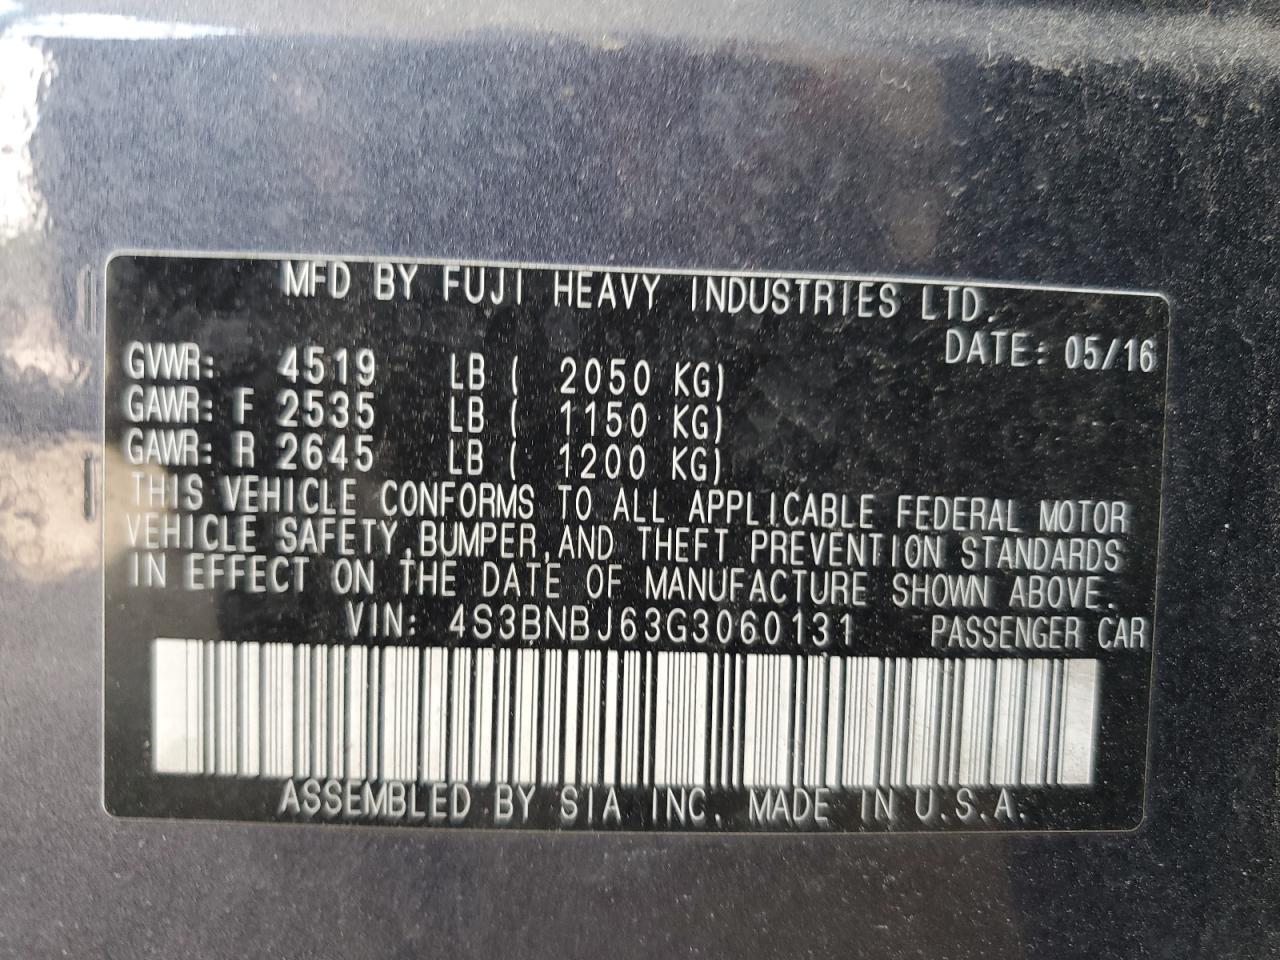 MFD BY FUJI HEAVY INDUSTRIES LTD.
DATE: 05/16
GVWR: 4519 LB ( 2050 KG)
GAWR: F 2535 LB ( 1150 KG)
GAWR: R 2645 LB ( 1200 KG)
THIS VEHICLE CONFORMS TO ALL APPLICABLE FEDERAL MOTOR
VEHICLE SAFETY, BUMPER, AND THEFT PREVENTION STANDARDS
IN EFFECT ON THE DATE OF MANUFACTURE SHOWN ABOVE.
VIN: 4S3BNBJ63G3060131 PASSENGER CAR
ASSEMBLED BY SIA INC. MADE IN U.S.A.